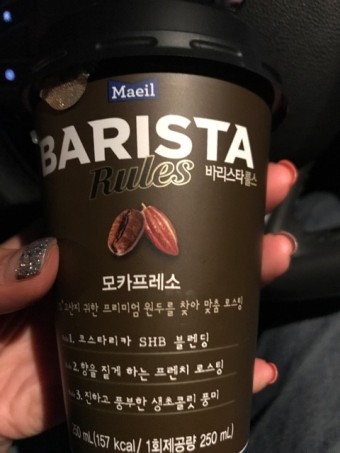 Maeil
BARISTA
Rules
바리스타룰스
모카프레소
귀한 프리미엄 원두를 찾아 맞춤 로스팅
1. 코스타리카 SHB 블렌딩
2. 향을 짙게 하는 프렌치 로스팅
3. 진하고 풍부한 생초콜릿 풍미
250 mL(157 kcal/ 1회제공량 250 mL)